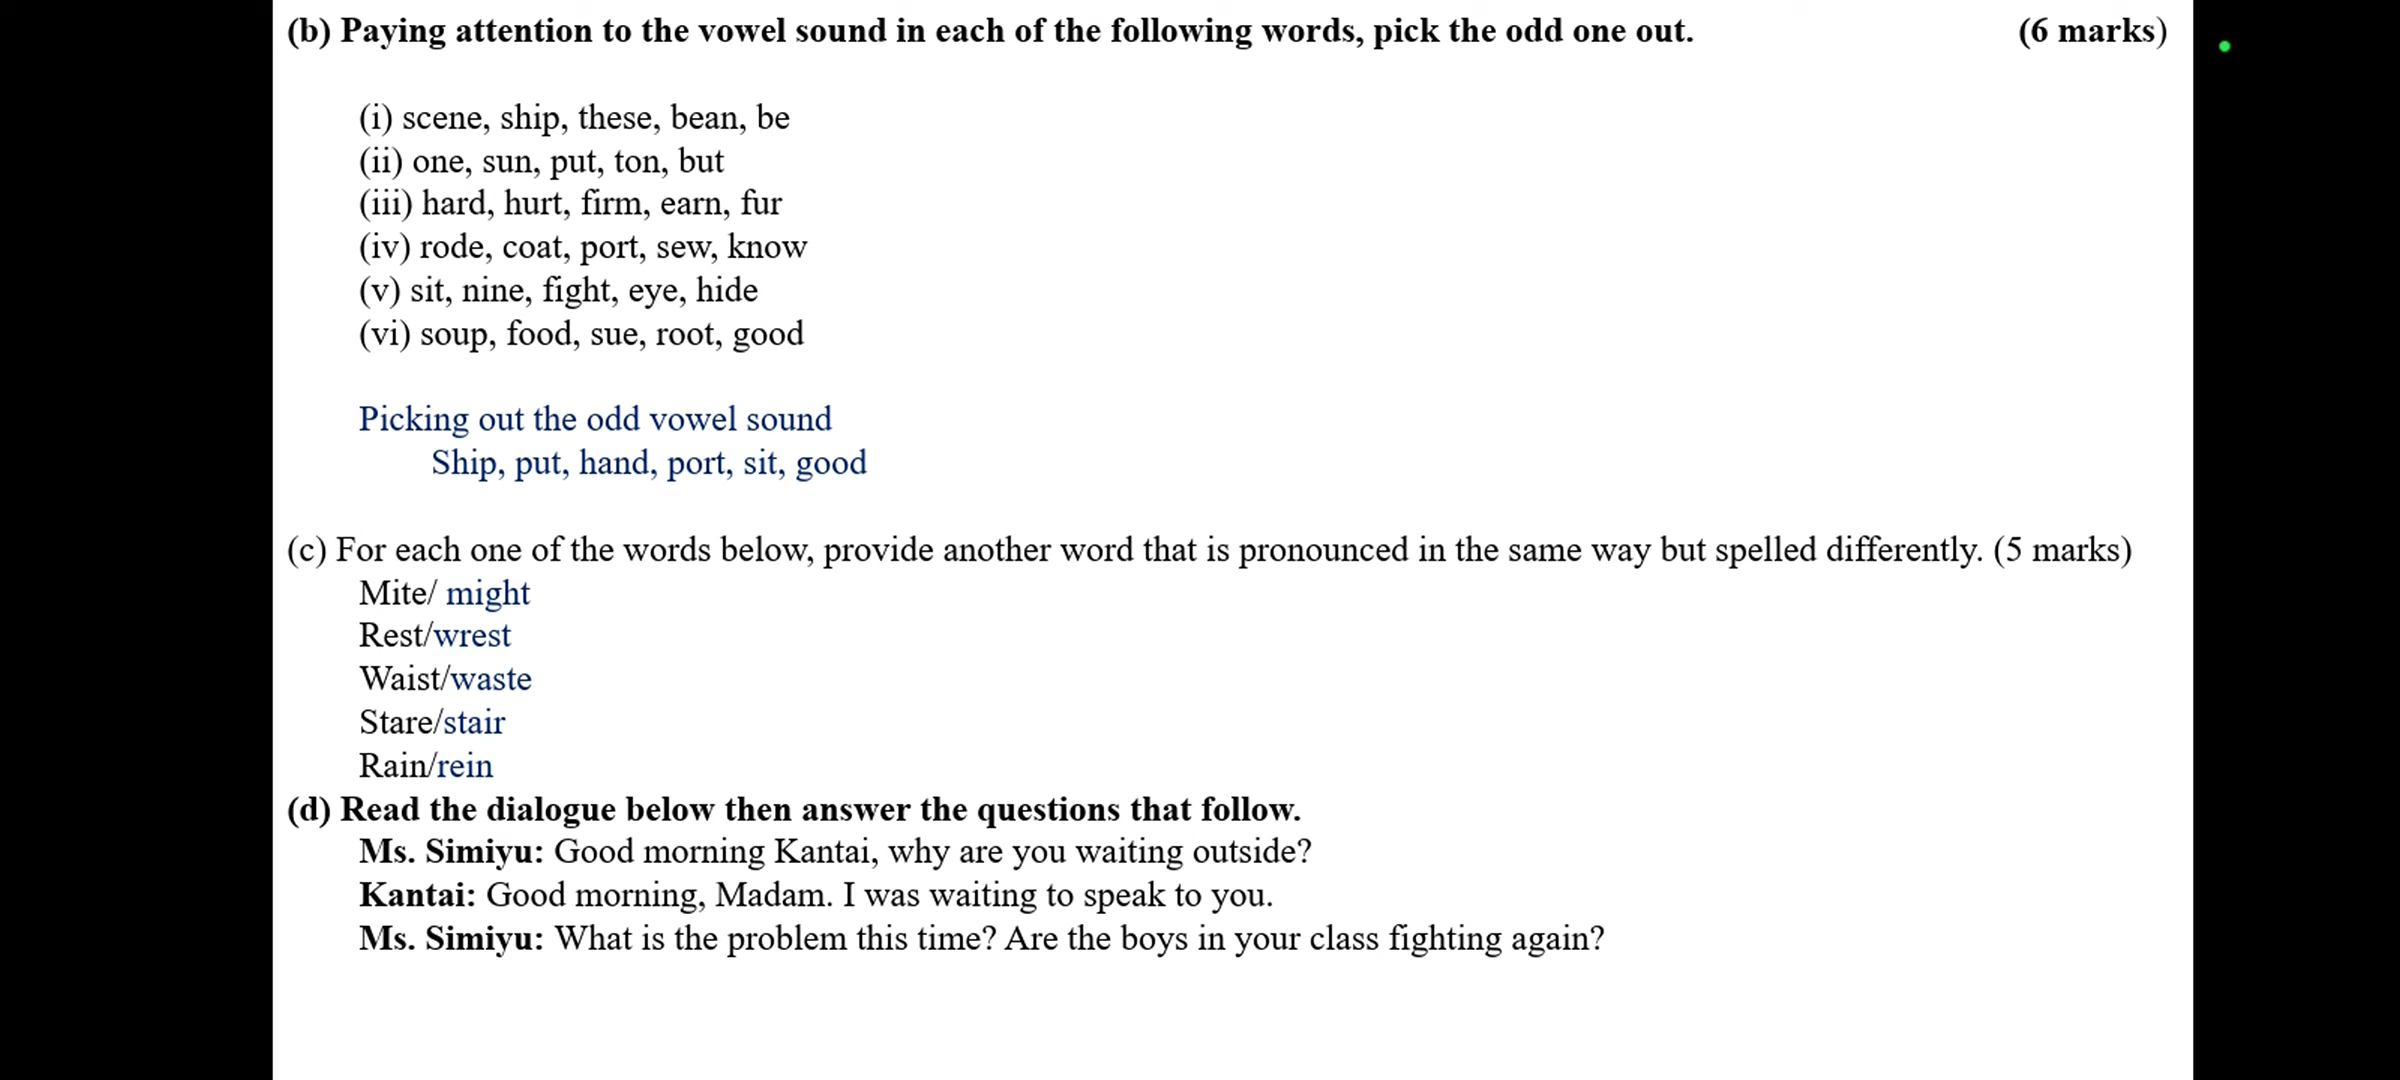 (b) Paying attention to the vowel sound in each of the following words, pick the odd one out. (6 marks)
(i) scene, ship, these, bean, be
(ii) one, sun, put, ton, but
(iii) hard, hurt, firm, earn, fur
(iv) rode, coat, port, sew, know
(v) sit, nine, fight, eye, hide
(vi) soup, food, sue, root, good
Picking out the odd vowel sound
Ship, put, hand, port, sit, good
(c) For each one of the words below, provide another word that is pronounced in the same way but spelled differently. (5 marks)
Mite/ might
Rest/wrest
Waist/waste
Stare/stair
Rain/rein
(d) Read the dialogue below then answer the questions that follow.
Ms. Simiyu: Good morning Kantai, why are you waiting outside?
Kantai: Good morning, Madam. I was waiting to speak to you.
Ms. Simiyu: What is the problem this time? Are the boys in your class fighting again?